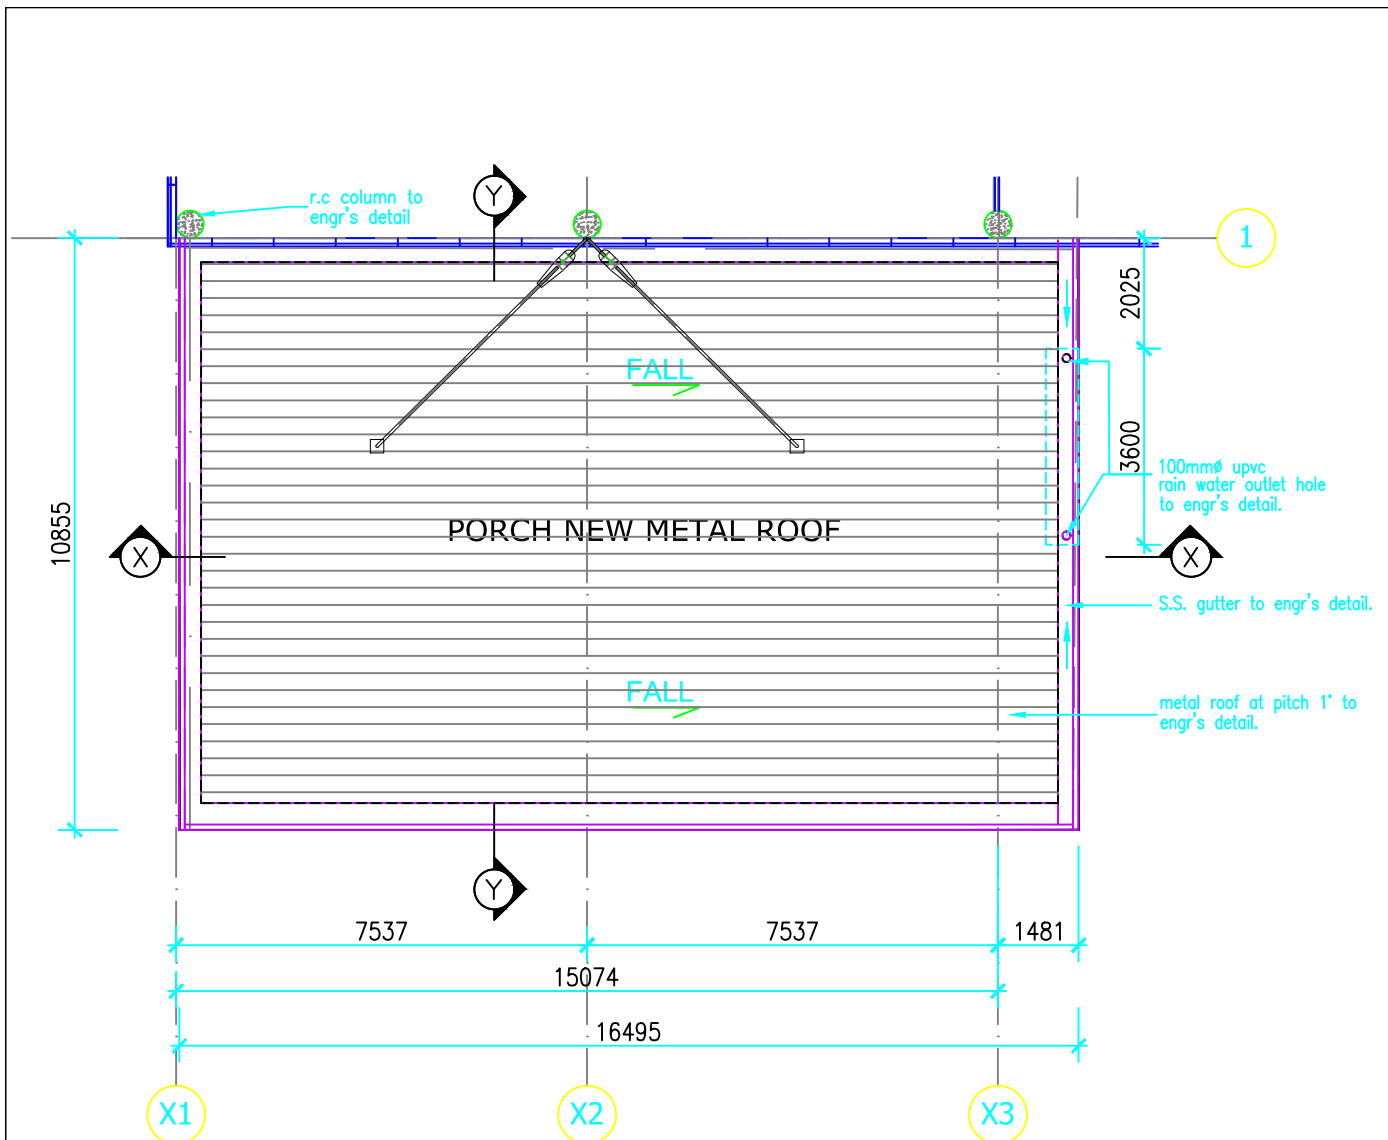 r.c column to
engr's detail
Y
1
2025
FALL
3600
100mmø upvc
rain water outlet hole
to engr's detail.
10855
PORCH NEW METAL ROOF
X
X
S.S. gutter to engr's detail.
FALL
metal roof at pitch 1° to
engr's detail.
Y
7537
7537
1481
15074
16495
X1
X2
X3